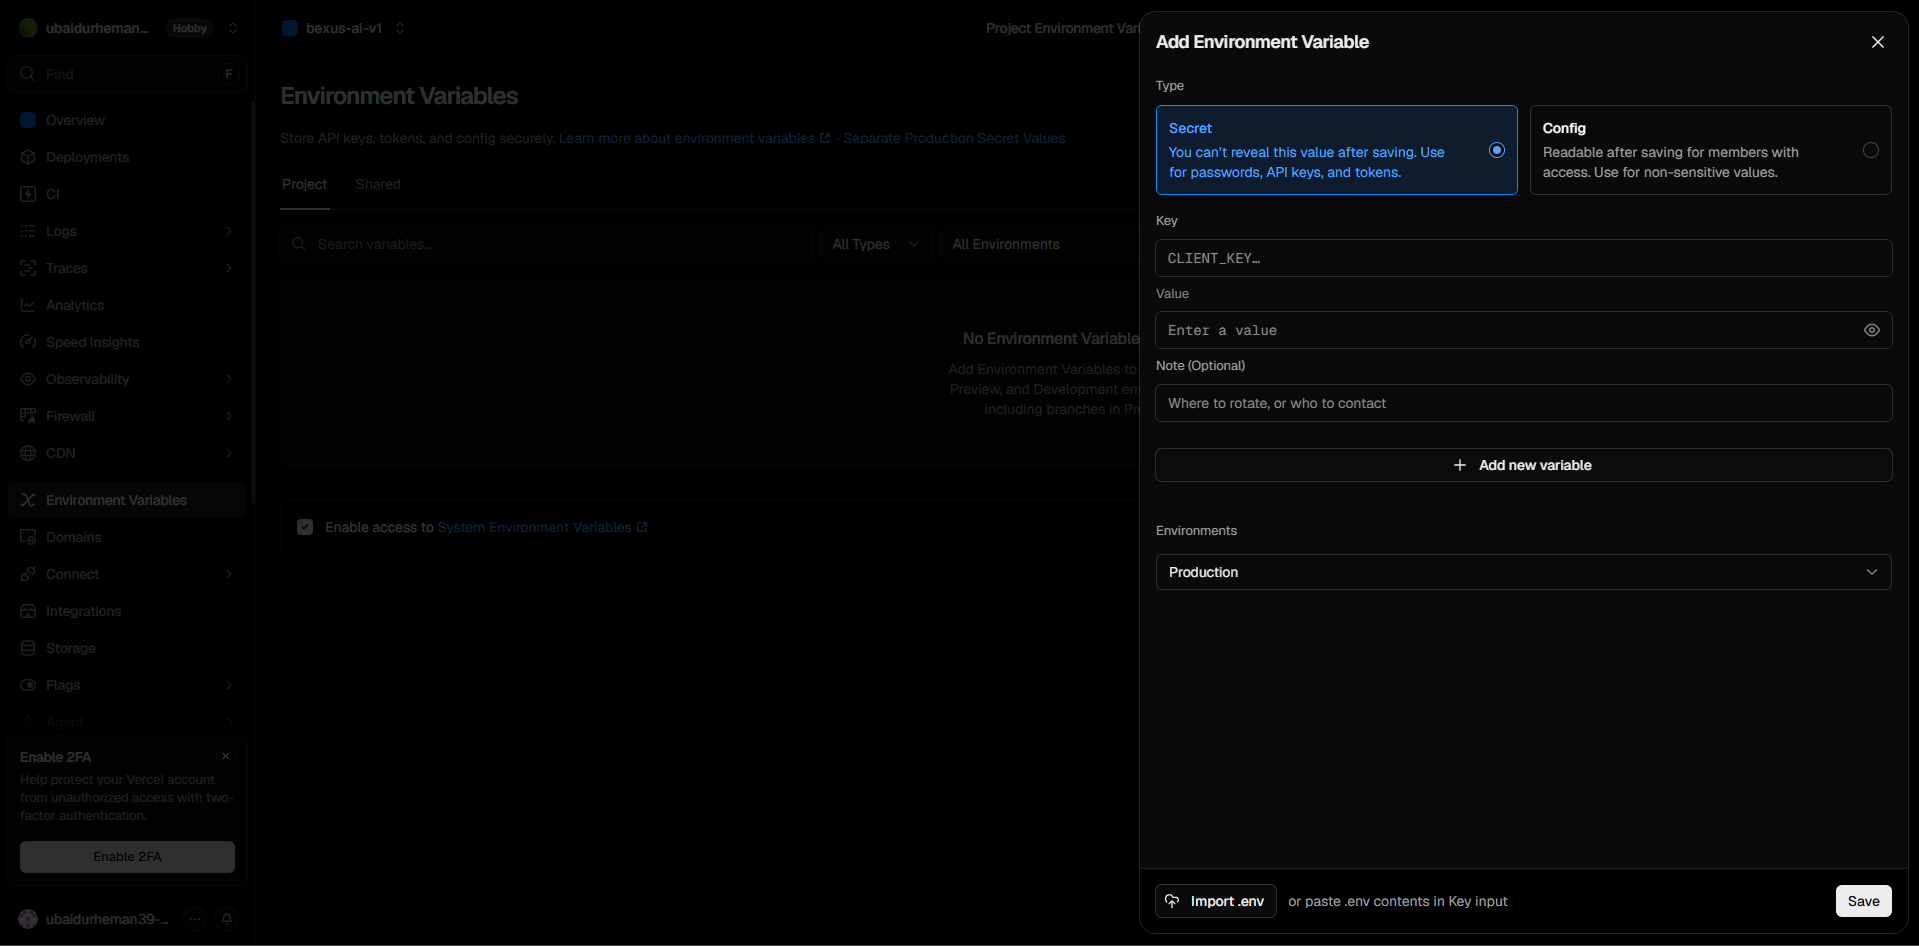 ubaidurheman...
Hobby
Find
F
Overview
Deployments
CI
Logs
Traces
Analytics
Speed Insights
Observability
Firewall
CDN
Environment Variables
Domains
Connect
Integrations
Storage
Flags
Agent
Enable 2FA
Help protect your Vercel account
from unauthorized access with two-
factor authentication.
Enable 2FA
ubaidurheman39-...
bexus-ai-v1
Project Environment Vari
Environment Variables
Store API keys, tokens, and config securely. Learn more about environment variables · Separate Production Secret Values
Project
Shared
Search variables...
All Types
All Environments
No Environment Variable
Add Environment Variables to
Preview, and Development env
including branches in Pr
Enable access to System Environment Variables
Add Environment Variable
Type
Secret
You can't reveal this value after saving. Use
for passwords, API keys, and tokens.
Config
Readable after saving for members with
access. Use for non-sensitive values.
Key
CLIENT_KEY…
Value
Enter a value
Note (Optional)
Where to rotate, or who to contact
Add new variable
Environments
Production
Import .env
or paste .env contents in Key input
Save